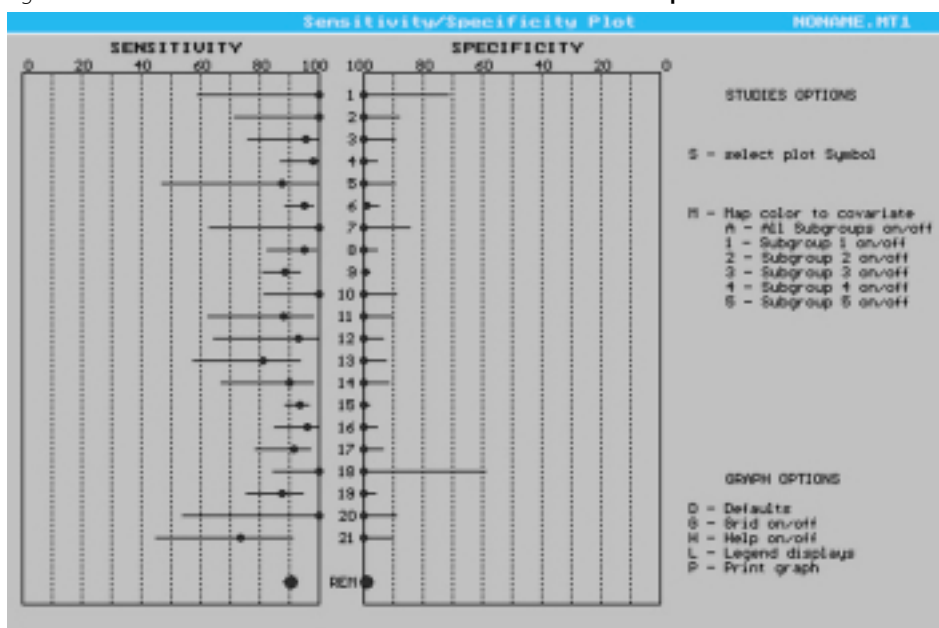 Sensitivity/Specificity Plot NONAME.MT1
SENSITIVITY SPECIFICITY
0 20 40 60 80 100 100 80 60 40 20 0
1
2
3
4
5
6
7
8
9
10
11
12
13
14
15
16
17
18
19
20
21
REM
STUDIES OPTIONS
S - select plot Symbol
M - Map color to covariate
A - All Subgroups on/off
1 - Subgroup 1 on/off
2 - Subgroup 2 on/off
3 - Subgroup 3 on/off
4 - Subgroup 4 on/off
5 - Subgroup 5 on/off
GRAPH OPTIONS
D - Defaults
G - Grid on/off
H - Help on/off
L - Legend displays
P - Print graph